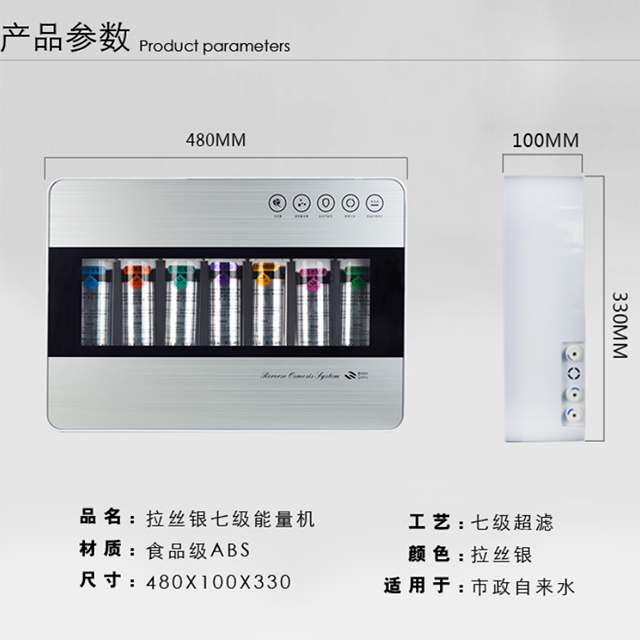 产品参数 Product parameters
480MM
100MM
330MM
Reverse Osmosis System
品名：拉丝银七级能量机
材质：食品级ABS
尺寸：480X100X330
工艺：七级超滤
颜色：拉丝银
适用于：市政自来水